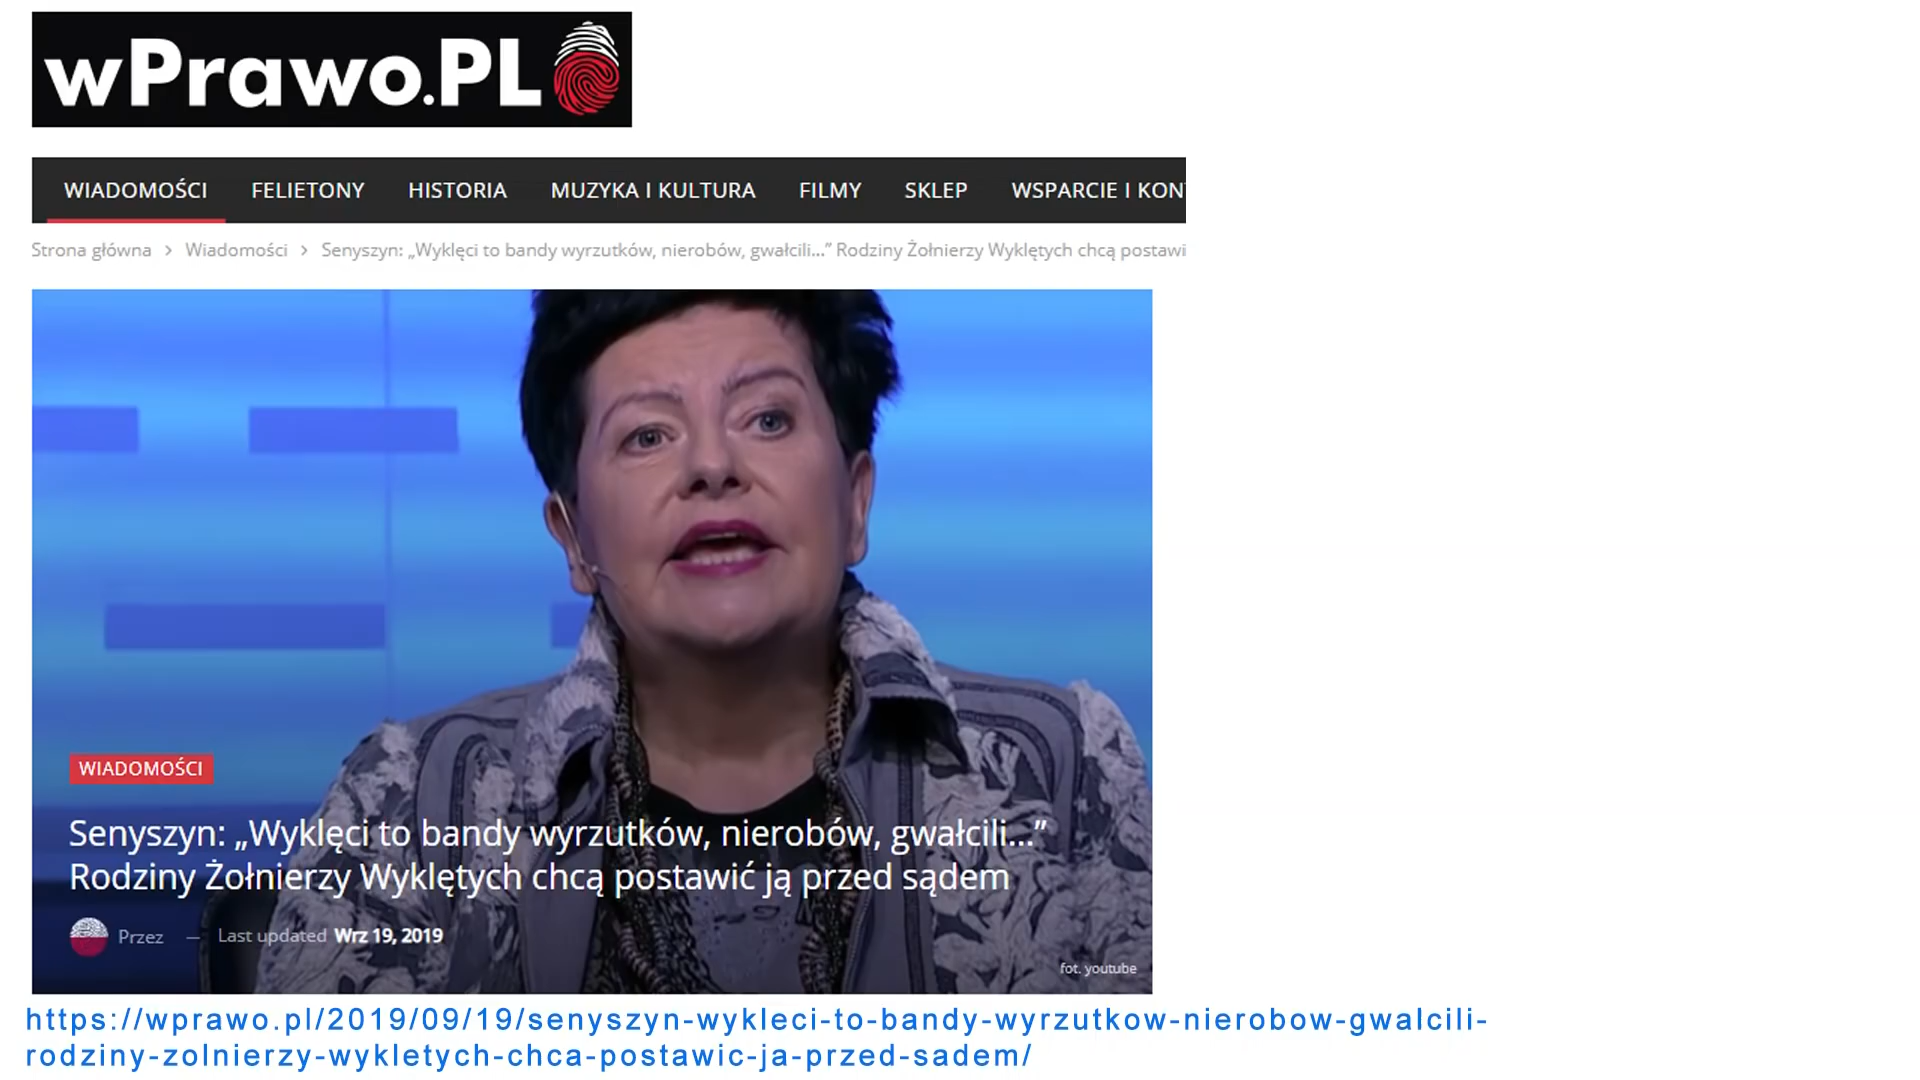 wPrawo.PL
WIADOMOŚCI FELIETONY HISTORIA MUZYKA I KULTURA FILMY SKLEP WSPARCIE I KON
Strona główna > Wiadomości > Senyszyn: „Wyklęci to bandy wyrzutków, nierobów, gwałcili...” Rodziny Żołnierzy Wyklętych chcą postawi
WIADOMOŚCI
Senyszyn: „Wyklęci to bandy wyrzutków, nierobów, gwałcili...”
Rodziny Żołnierzy Wyklętych chcą postawić ją przed sądem
Przez — Last updated Wrz 19, 2019
fot. youtube
https://wprawo.pl/2019/09/19/senyszyn-wykleci-to-bandy-wyrzutkow-nierobow-gwalcili-
rodziny-zolnierzy-wykletych-chca-postawic-ja-przed-sadem/